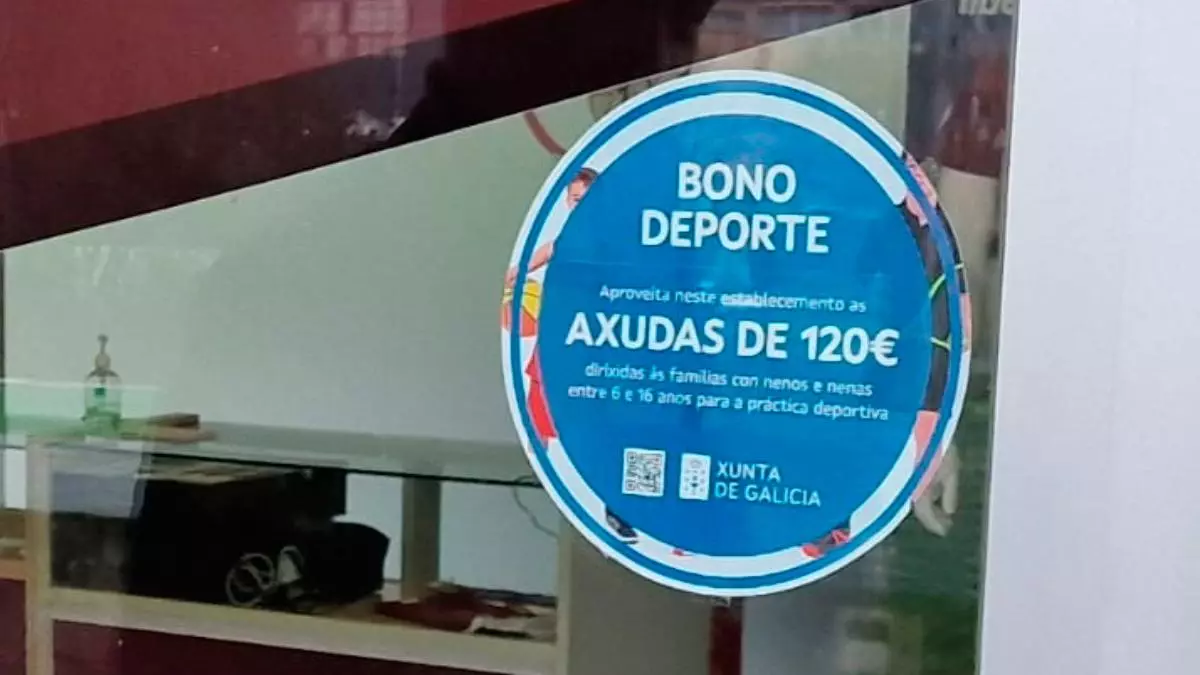 BONO
DEPORTE
Aproveita neste establecemento as
AXUDAS DE 120€
dirixidas ás familias con nenos e nenas
entre 6 e 16 anos para a práctica deportiva
XUNTA
DE GALICIA